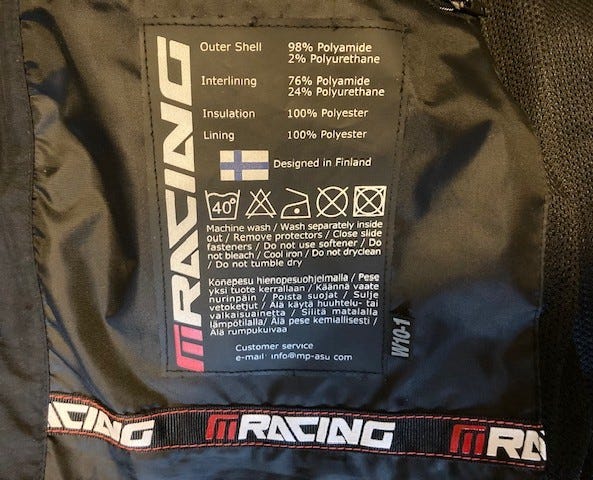 MRACING
Outer Shell 98% Polyamide
2% Polyurethane
Interlining 76% Polyamide
24% Polyurethane
Insulation 100% Polyester
Lining 100% Polyester
Designed in Finland
40°
Machine wash / Wash separately inside
out / Remove protectors / Close slide
fasteners / Do not use softener / Do
not bleach / Cool iron / Do not dryclean
/ Do not tumble dry
Konepesu hienopesuohjelmalla / Pese
yksi tuote kerrallaan / Käännä vaate
nurinpäin / Poista suojat / Sulje
vetoketjut / Älä käytä huuhtelu- tai
valkaisuainetta / Silitä matalalla
lämpötilalla / Älä pese kemiallisesti /
Älä rumpukuivaa
Customer service
e-mail: info@mp-asu.com
W10-1
CING MRACING MRA